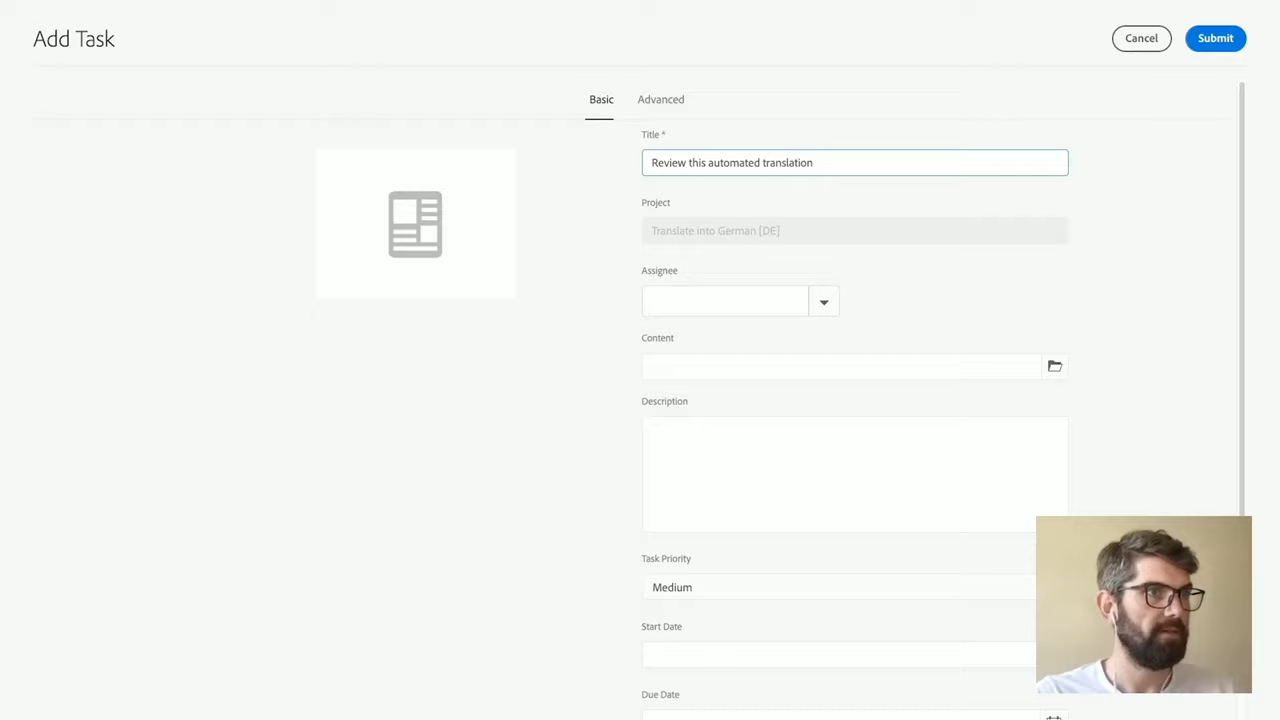 Add Task
Cancel
Submit
Basic
Advanced
Title *
Review this automated translation
Project
Translate into German [DE]
Assignee
Content
Description
Task Priority
Medium
Start Date
Due Date